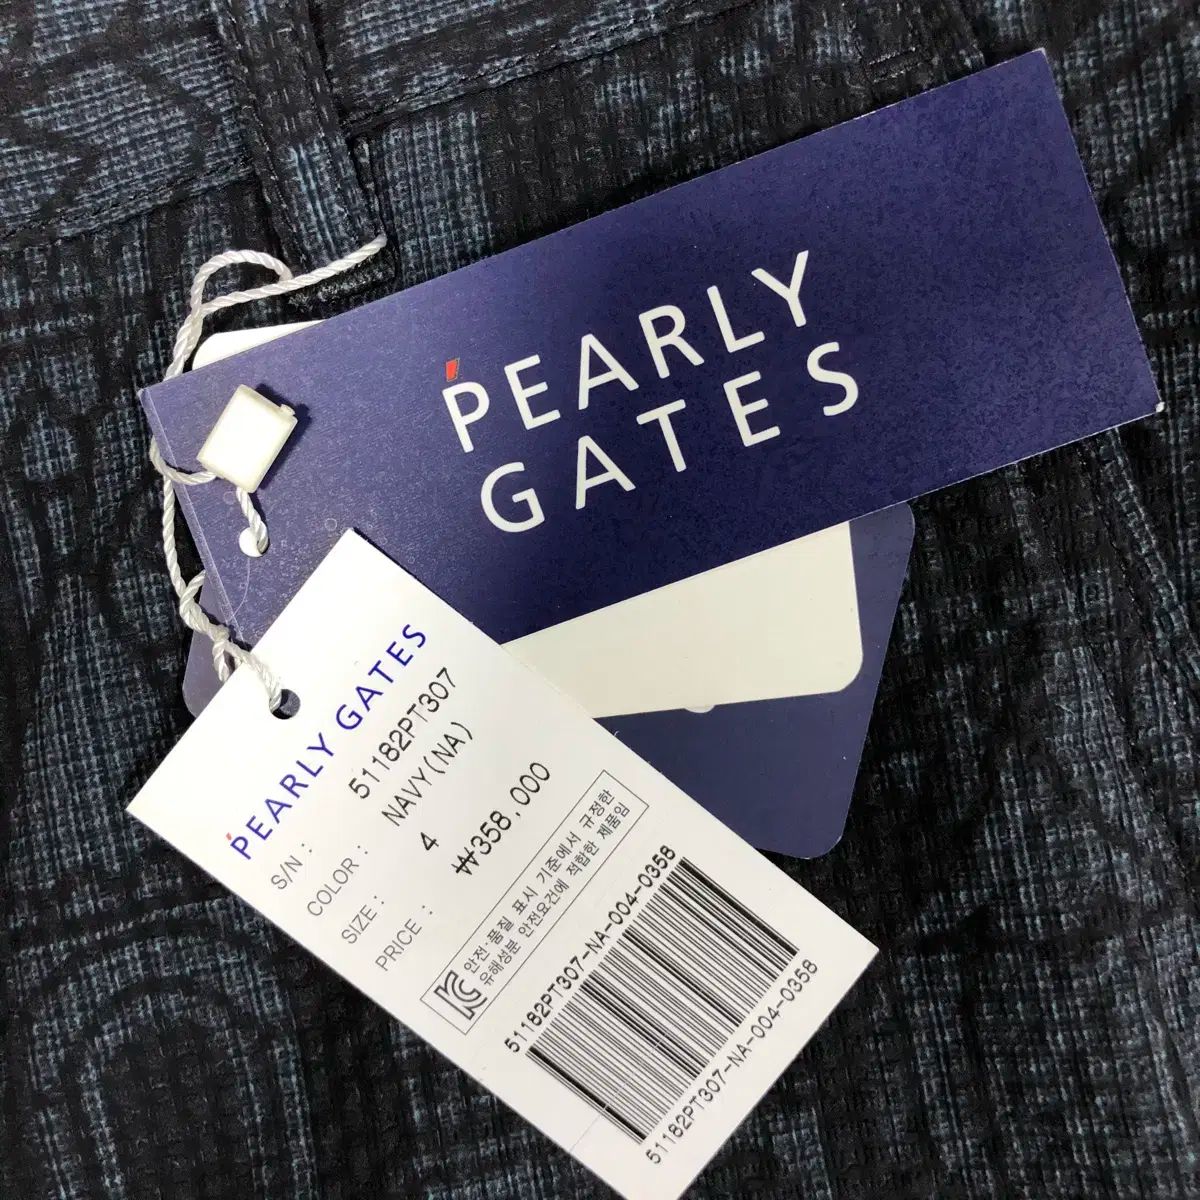 PEARLY
GATES
PEARLY GATES
S/N : 51182PT307
COLOR : NAVY(NA)
SIZE : 4
PRICE : ₩358,000
안전·품질 표시 기준에서 규정한
유해성분 안전요건에 적합한 제품임
51182PT307-NA-004-0358
51182PT307-NA-004-0358